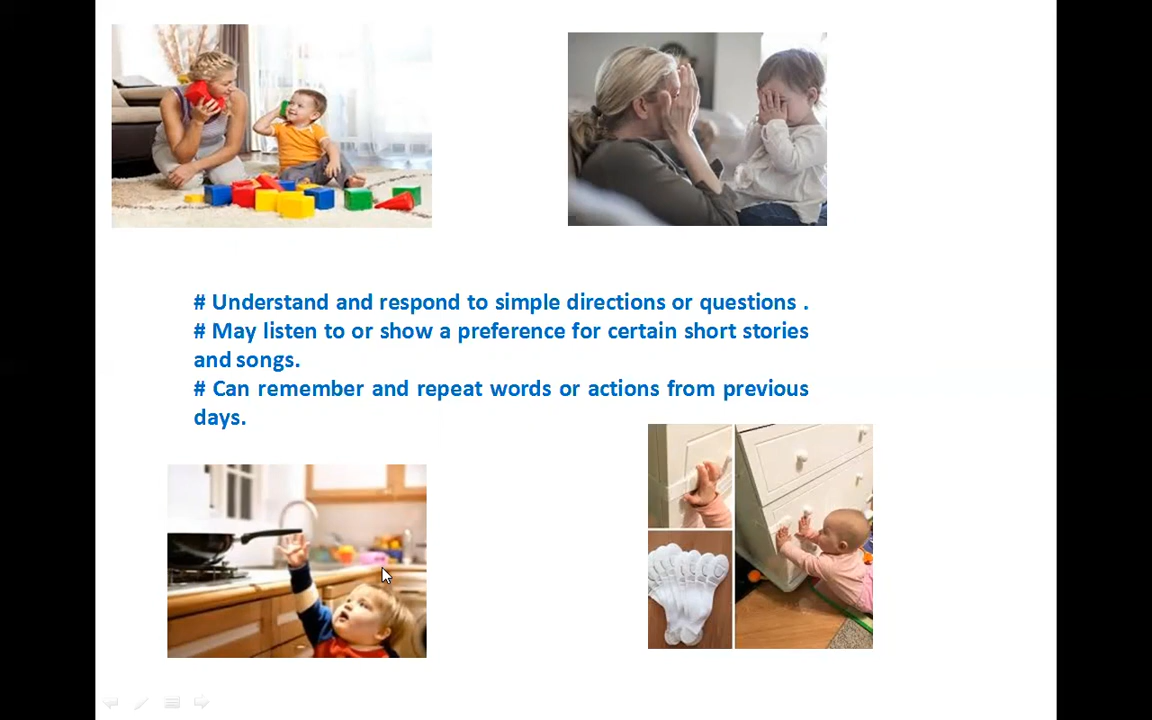 # Understand and respond to simple directions or questions .
# May listen to or show a preference for certain short stories
and songs.
# Can remember and repeat words or actions from previous
days.